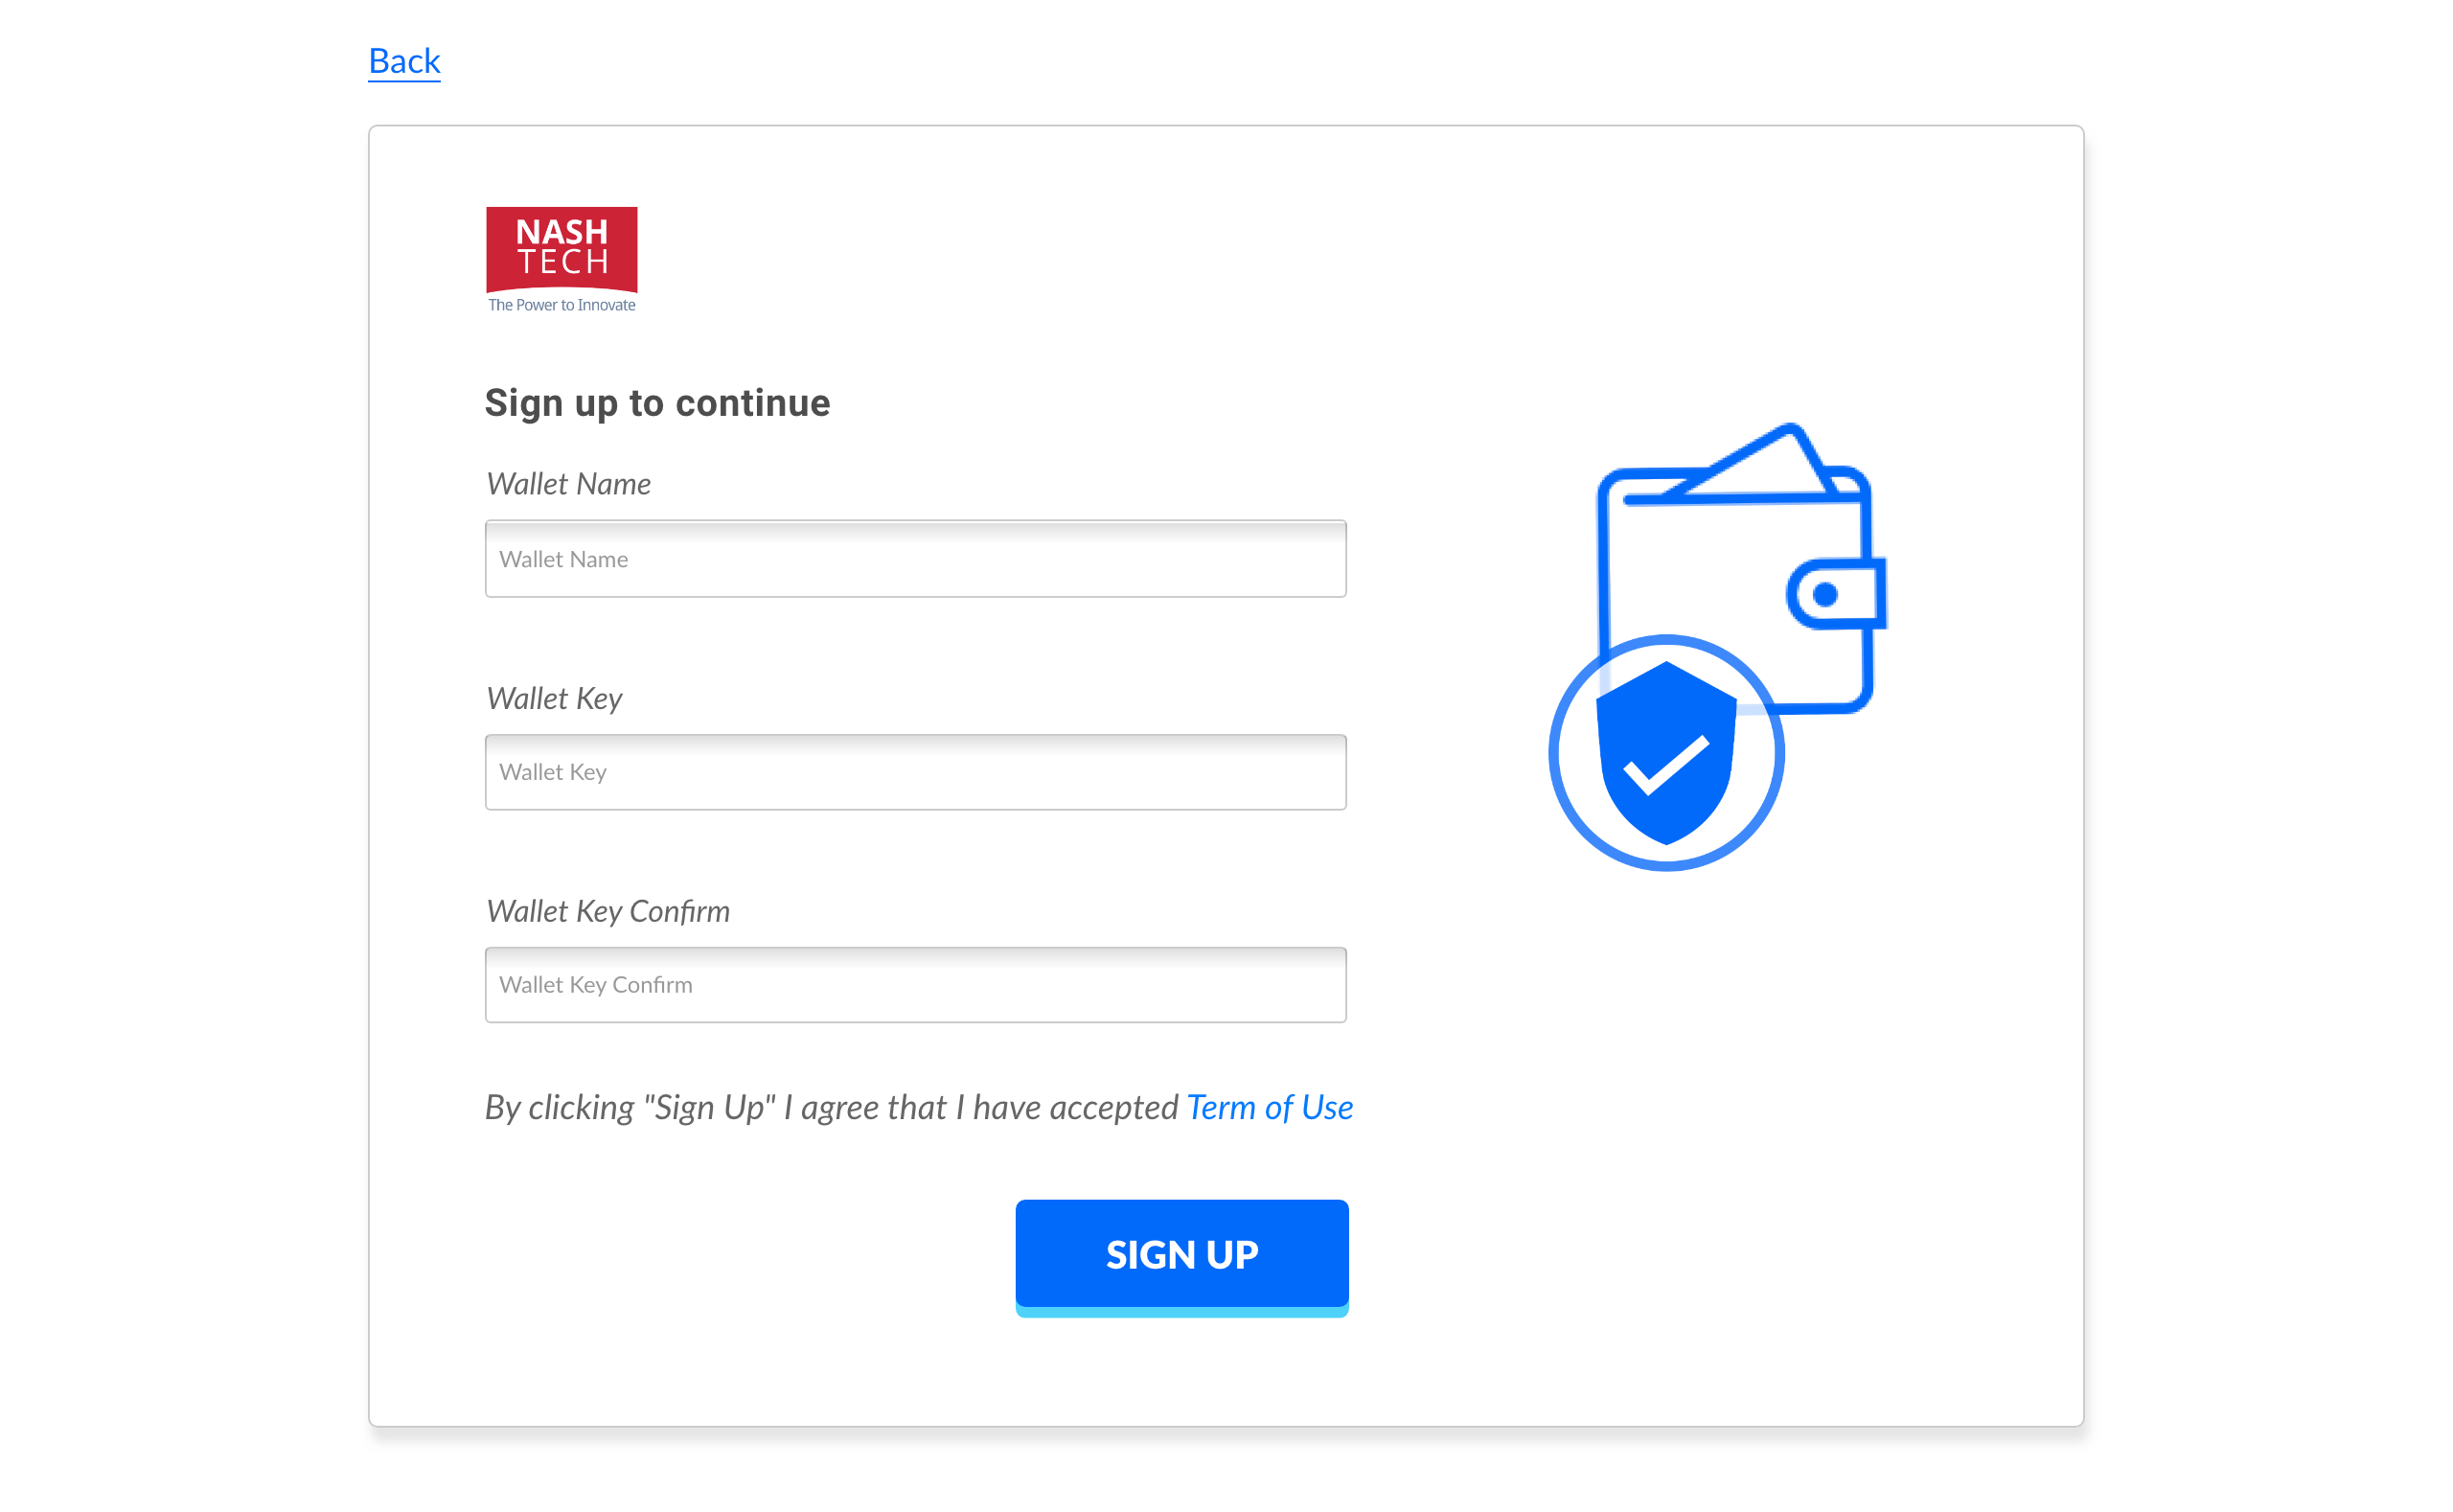 Back
NASH
TECH
The Power to Innovate
Sign up to continue
Wallet Name
Wallet Name
Wallet Key
Wallet Key
Wallet Key Confirm
Wallet Key Confirm
By clicking "Sign Up" I agree that I have accepted Term of Use
SIGN UP